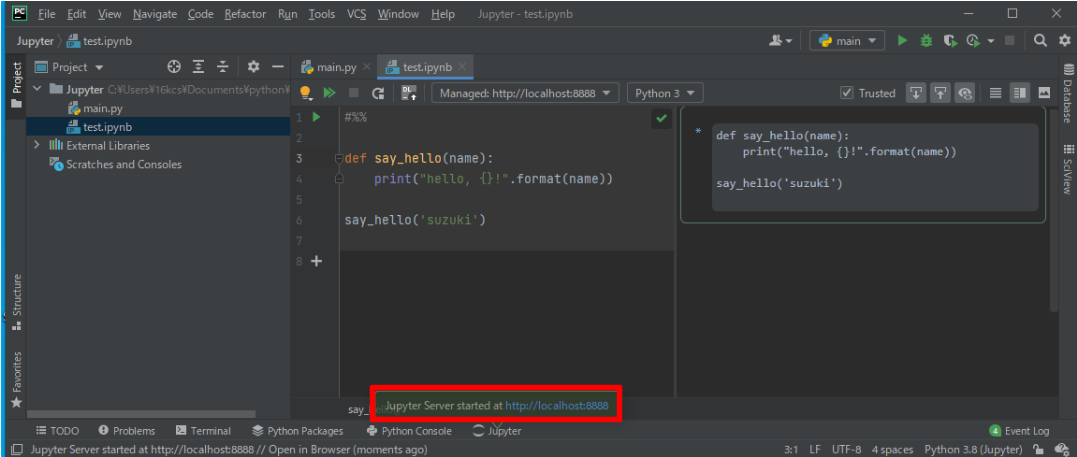 PC File Edit View Navigate Code Refactor Run Tools VCS Window Help Jupyter - test.ipynb
Jupyter test.ipynb main
Project
Jupyter C:¥Users¥16kcs¥Documents¥python¥
main.py
test.ipynb
External Libraries
Scratches and Consoles
main.py test.ipynb
Managed: http://localhost:8888 Python 3 Trusted
1 #%%
2
3 def say_hello(name):
4 print("hello, {}!".format(name))
5
6 say_hello('suzuki')
7
8 +
* def say_hello(name):
print("hello, {}!".format(name))
say_hello('suzuki')
Project
Structure
Favorites
Database
SciView
say_
Jupyter Server started at http://localhost:8888
TODO Problems Terminal Python Packages Python Console Jupyter 4 Event Log
Jupyter Server started at http://localhost:8888 // Open in Browser (moments ago) 3:1 LF UTF-8 4 spaces Python 3.8 (Jupyter)